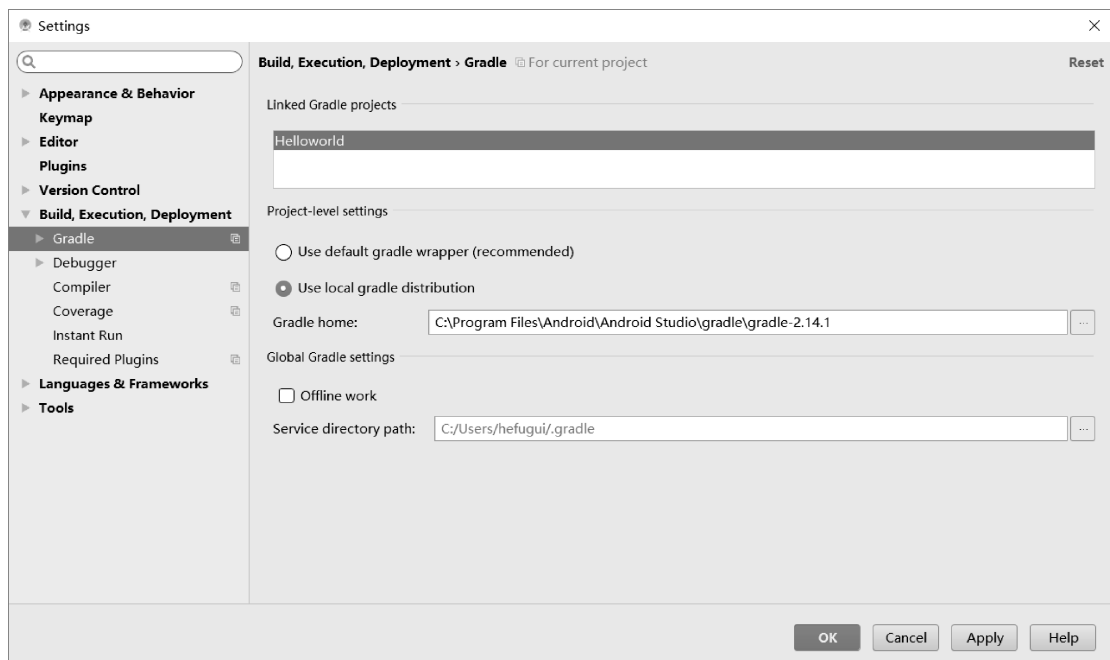 Settings
Build, Execution, Deployment › Gradle For current project Reset
Appearance & Behavior
Keymap
Editor
Plugins
Version Control
Build, Execution, Deployment
Gradle
Debugger
Compiler
Coverage
Instant Run
Required Plugins
Languages & Frameworks
Tools
Linked Gradle projects
Helloworld
Project-level settings
Use default gradle wrapper (recommended)
Use local gradle distribution
Gradle home: C:\Program Files\Android\Android Studio\gradle\gradle-2.14.1 ...
Global Gradle settings
Offline work
Service directory path: C:/Users/hefugui/.gradle ...
OK Cancel Apply Help